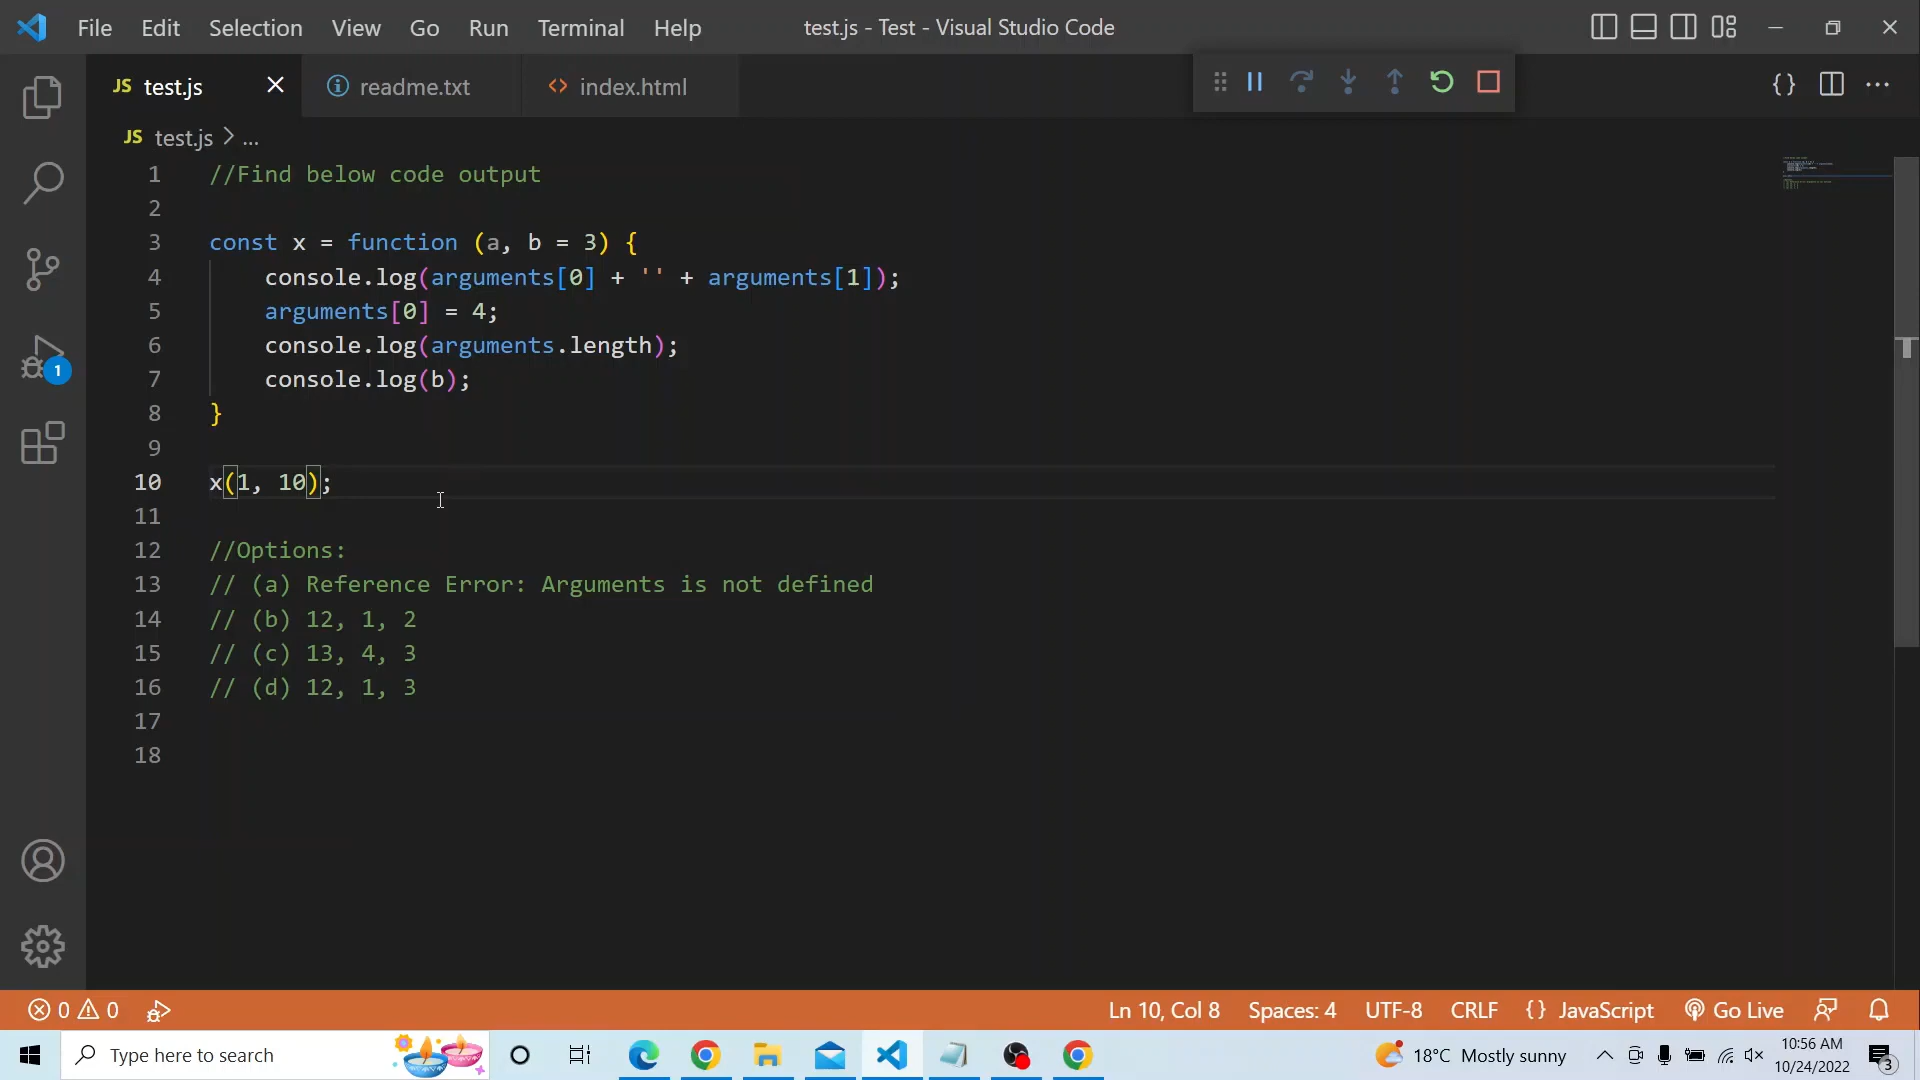 File Edit Selection View Go Run Terminal Help test.js - Test - Visual Studio Code
JS test.js readme.txt index.html
JS test.js > ...
1 //Find below code output
2
3 const x = function (a, b = 3) {
4 console.log(arguments[0] + '' + arguments[1]);
5 arguments[0] = 4;
6 console.log(arguments.length);
7 console.log(b);
8 }
9
10 x(1, 10);
11
12 //Options:
13 // (a) Reference Error: Arguments is not defined
14 // (b) 12, 1, 2
15 // (c) 13, 4, 3
16 // (d) 12, 1, 3
17
18
1
0 0 Ln 10, Col 8 Spaces: 4 UTF-8 CRLF {} JavaScript Go Live
Type here to search 18°C Mostly sunny 10:56 AM
10/24/2022 3